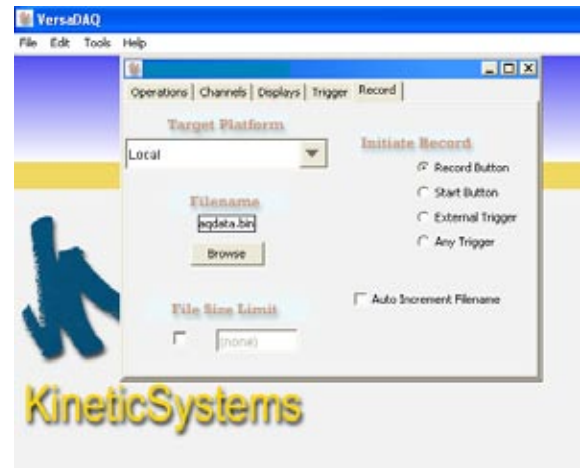 VersaDAQ
File Edit Tools Help
Operations Channels Displays Trigger Record
Target Platform
Local
Initiate Record
Record Button
Start Button
External Trigger
Any Trigger
Filename
aqdata.bin
Browse
Auto Increment Filename
File Size Limit
(none)
KineticSystems